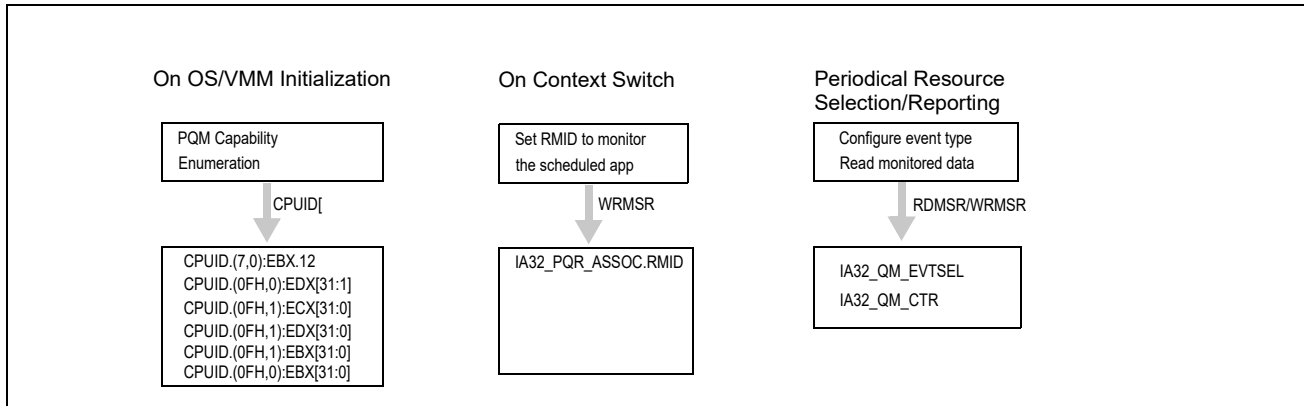 On OS/VMM Initialization
PQM Capability
Enumeration
CPUID[
CPUID.(7,0):EBX.12
CPUID.(0FH,0):EDX[31:1]
CPUID.(0FH,1):ECX[31:0]
CPUID.(0FH,1):EDX[31:0]
CPUID.(0FH,1):EBX[31:0]
CPUID.(0FH,0):EBX[31:0]
On Context Switch
Set RMID to monitor
the scheduled app
WRMSR
IA32_PQR_ASSOC.RMID
Periodical Resource
Selection/Reporting
Configure event type
Read monitored data
RDMSR/WRMSR
IA32_QM_EVTSEL
IA32_QM_CTR